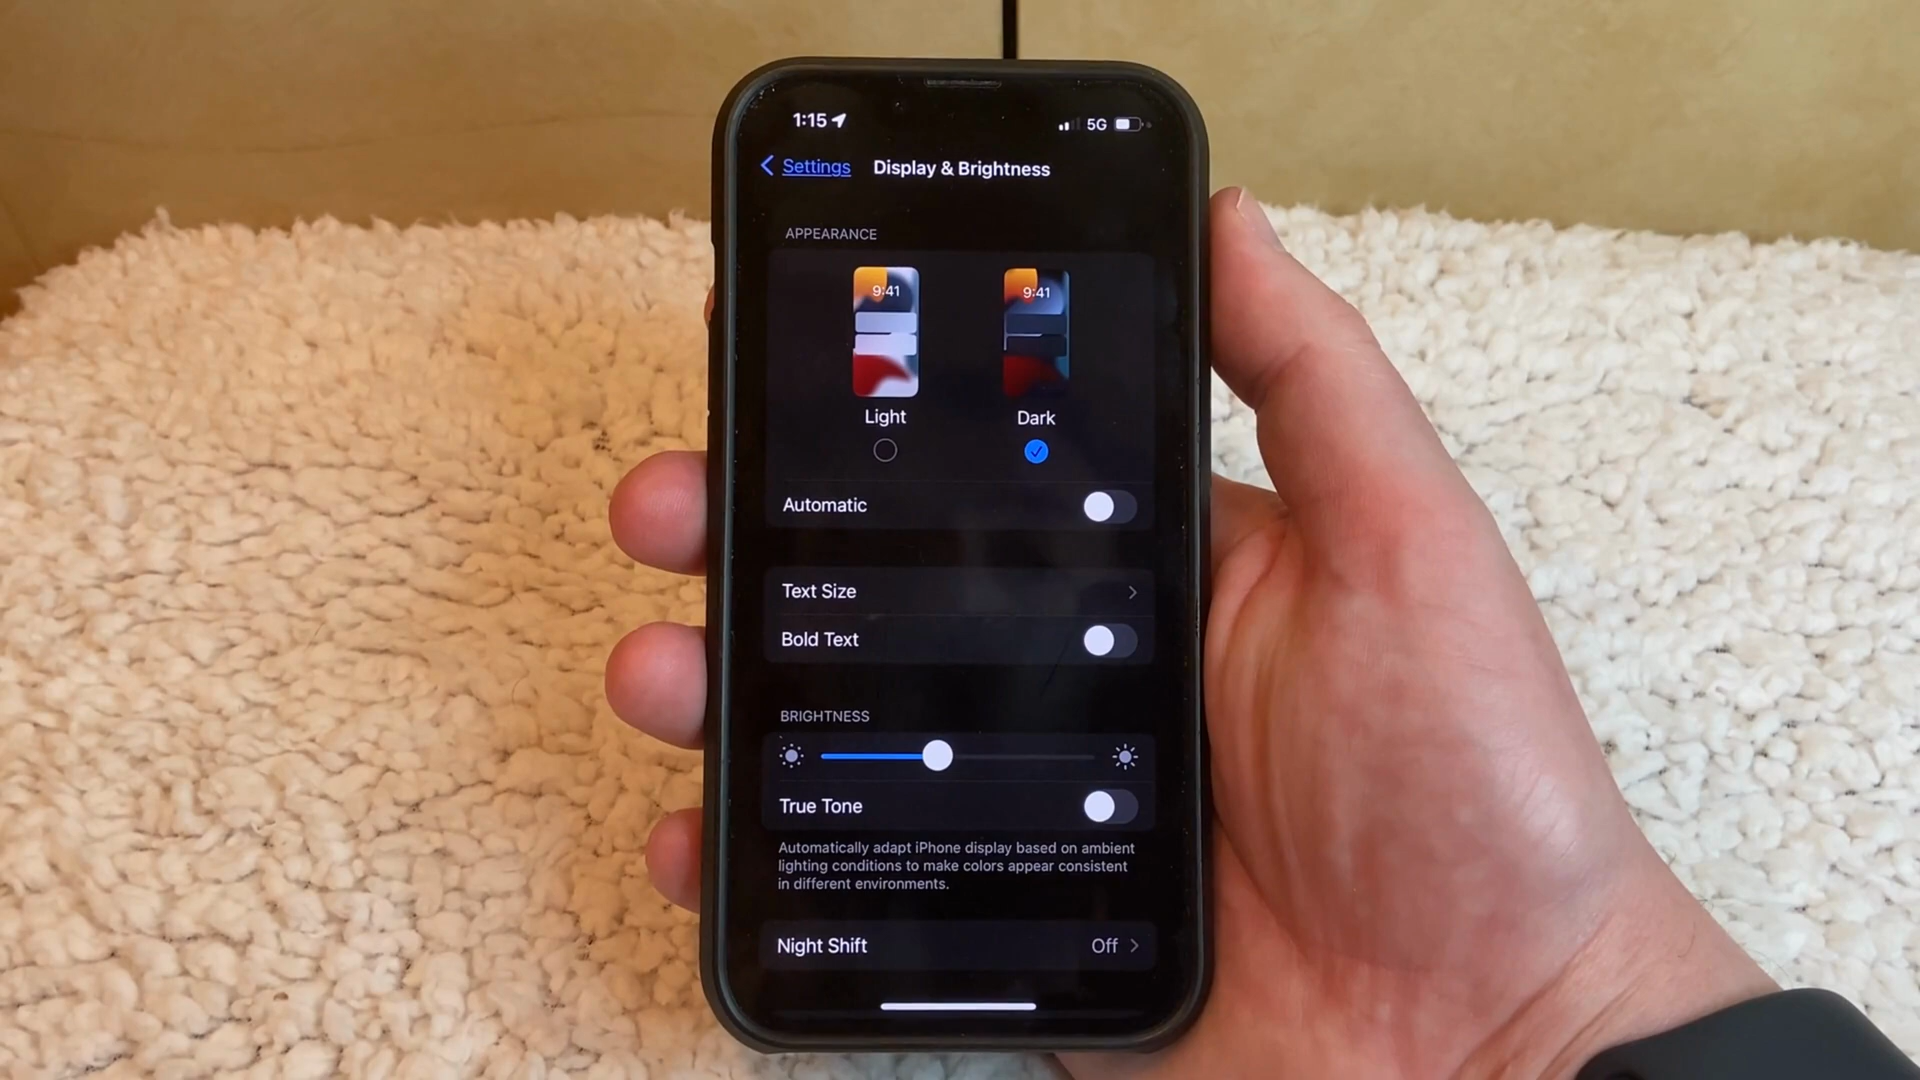 1:15 5G
Settings Display & Brightness
APPEARANCE
9:41 9:41
Light Dark
Automatic
Text Size
Bold Text
BRIGHTNESS
True Tone
Automatically adapt iPhone display based on ambient
lighting conditions to make colors appear consistent
in different environments.
Night Shift Off